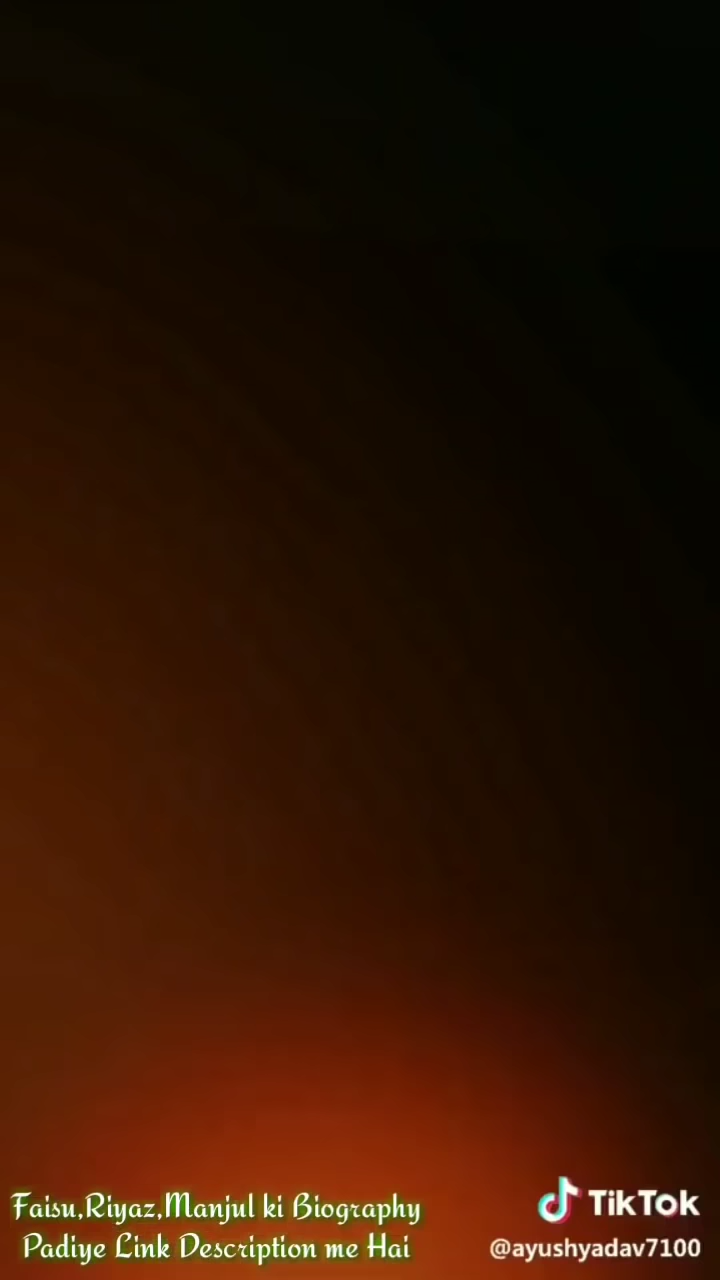 Faisu,Riyaz,Manjul ki Biography
Padiye Link Description me Hai
TikTok
@ayushyadav7100